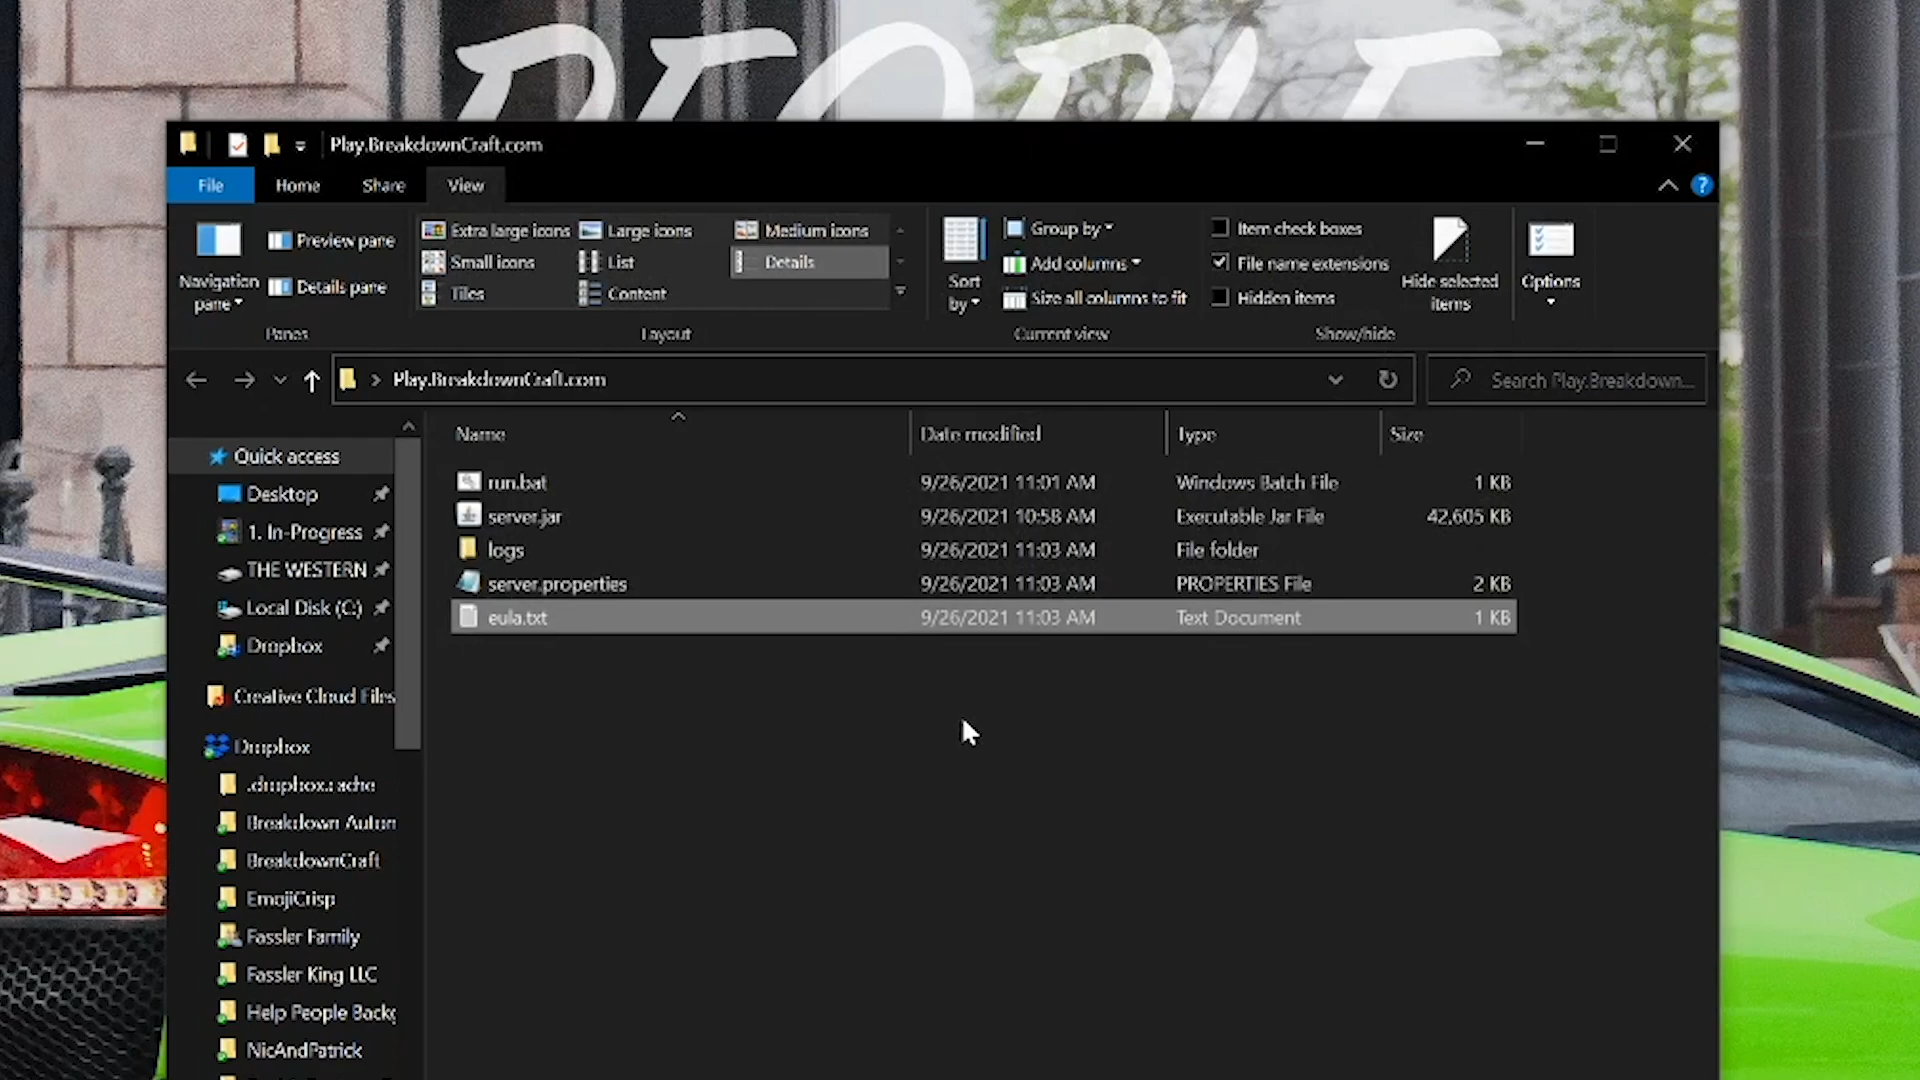 PEOPLE
Play.BreakdownCraft.com
File Home Share View
Navigation pane
Preview pane
Details pane
Panes
Extra large icons Large icons Medium icons
Small icons List Details
Tiles Content
Layout
Sort by
Group by
Add columns
Size all columns to fit
Current view
Item check boxes
File name extensions
Hidden items
Hide selected items
Show/hide
Options
Play.BreakdownCraft.com
Search Play.Breakdown...
Name Date modified Type Size
run.bat 9/26/2021 11:01 AM Windows Batch File 1 KB
server.jar 9/26/2021 10:58 AM Executable Jar File 42,605 KB
logs 9/26/2021 11:03 AM File folder
server.properties 9/26/2021 11:03 AM PROPERTIES File 2 KB
eula.txt 9/26/2021 11:03 AM Text Document 1 KB
Quick access
Desktop
1. In-Progress
THE WESTERN
Local Disk (C:)
Dropbox
Creative Cloud Files
Dropbox
.dropbox.cache
Breakdown Autom
BreakdownCraft
EmojiCrisp
Fassler Family
Fassler King LLC
Help People Backg
NicAndPatrick